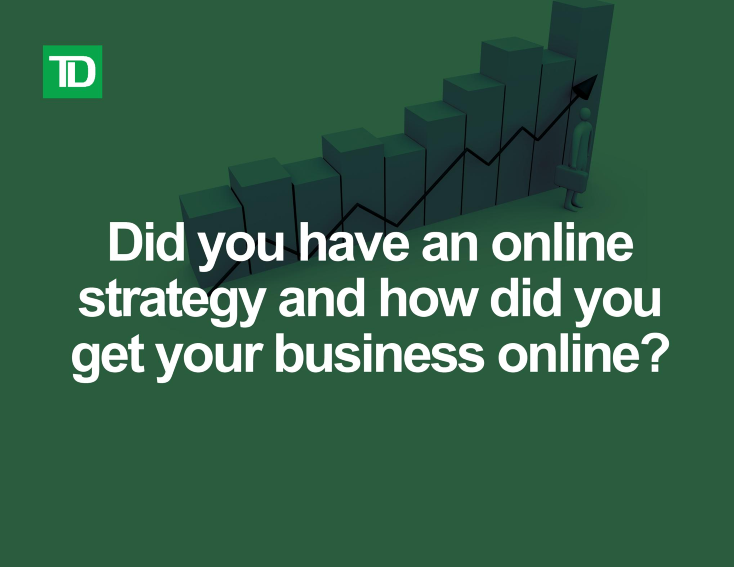 TD
Did you have an online
strategy and how did you
get your business online?